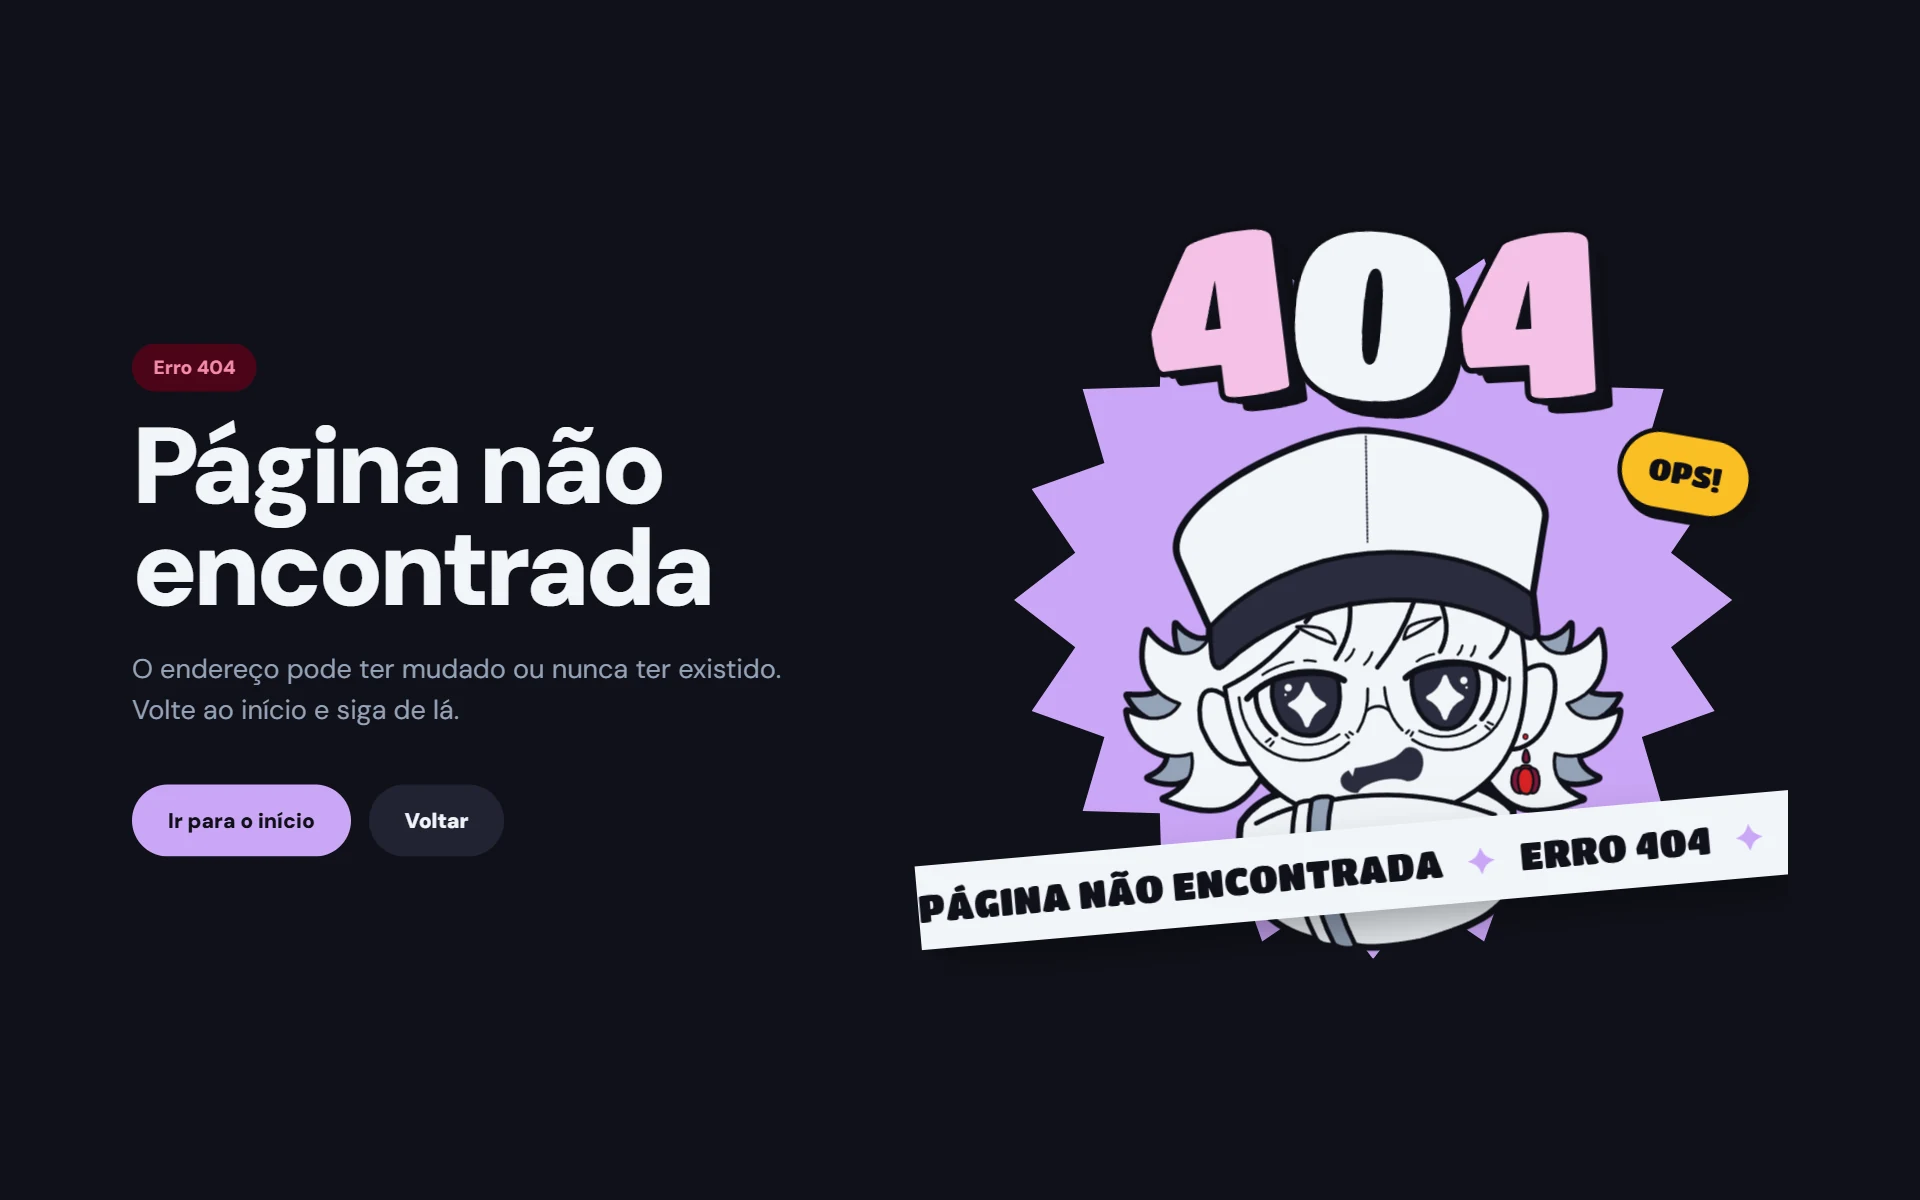 Erro 404
Página não
encontrada
O endereço pode ter mudado ou nunca ter existido.
Volte ao início e siga de lá.
Ir para o início
Voltar
404
OPS!
PÁGINA NÃO ENCONTRADA ✦ ERRO 404 ✦